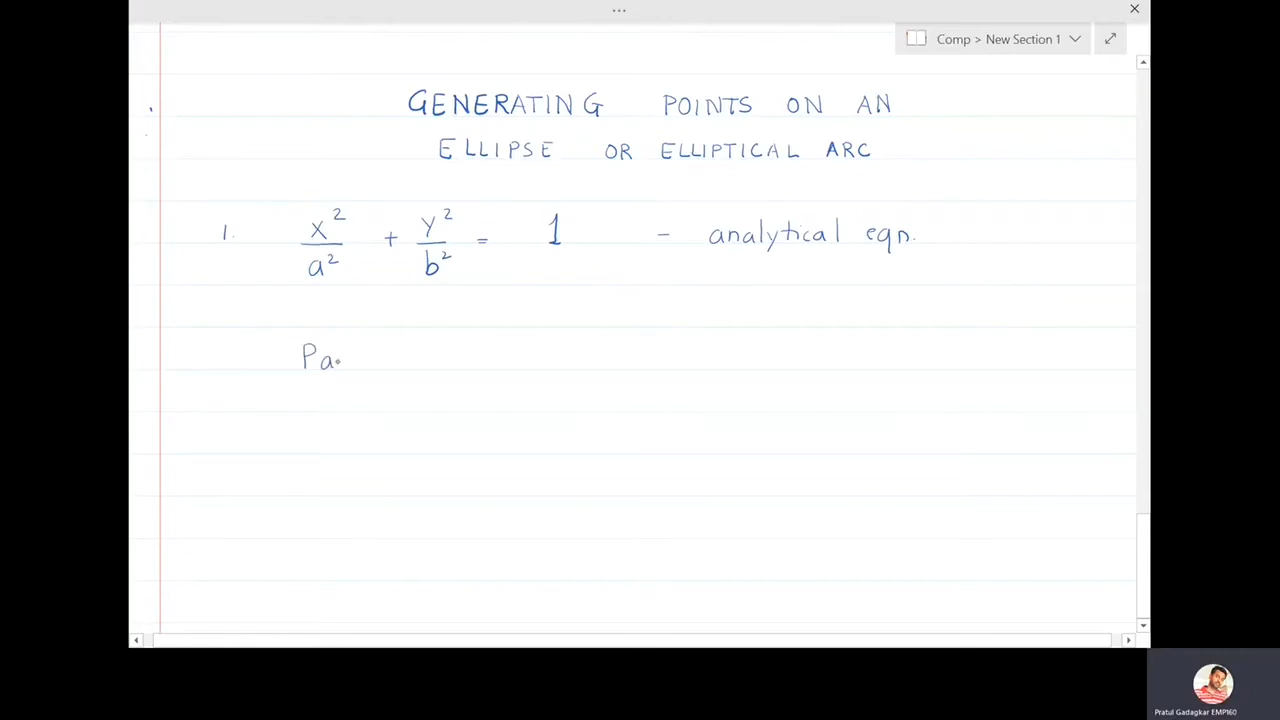 ...
Comp > New Section 1
GENERATING POINTS ON AN
ELLIPSE OR ELLIPTICAL ARC
1. x²/a² + y²/b² = 1 - analytical eqn.
Pa
Pratul Gadagkar EMP160